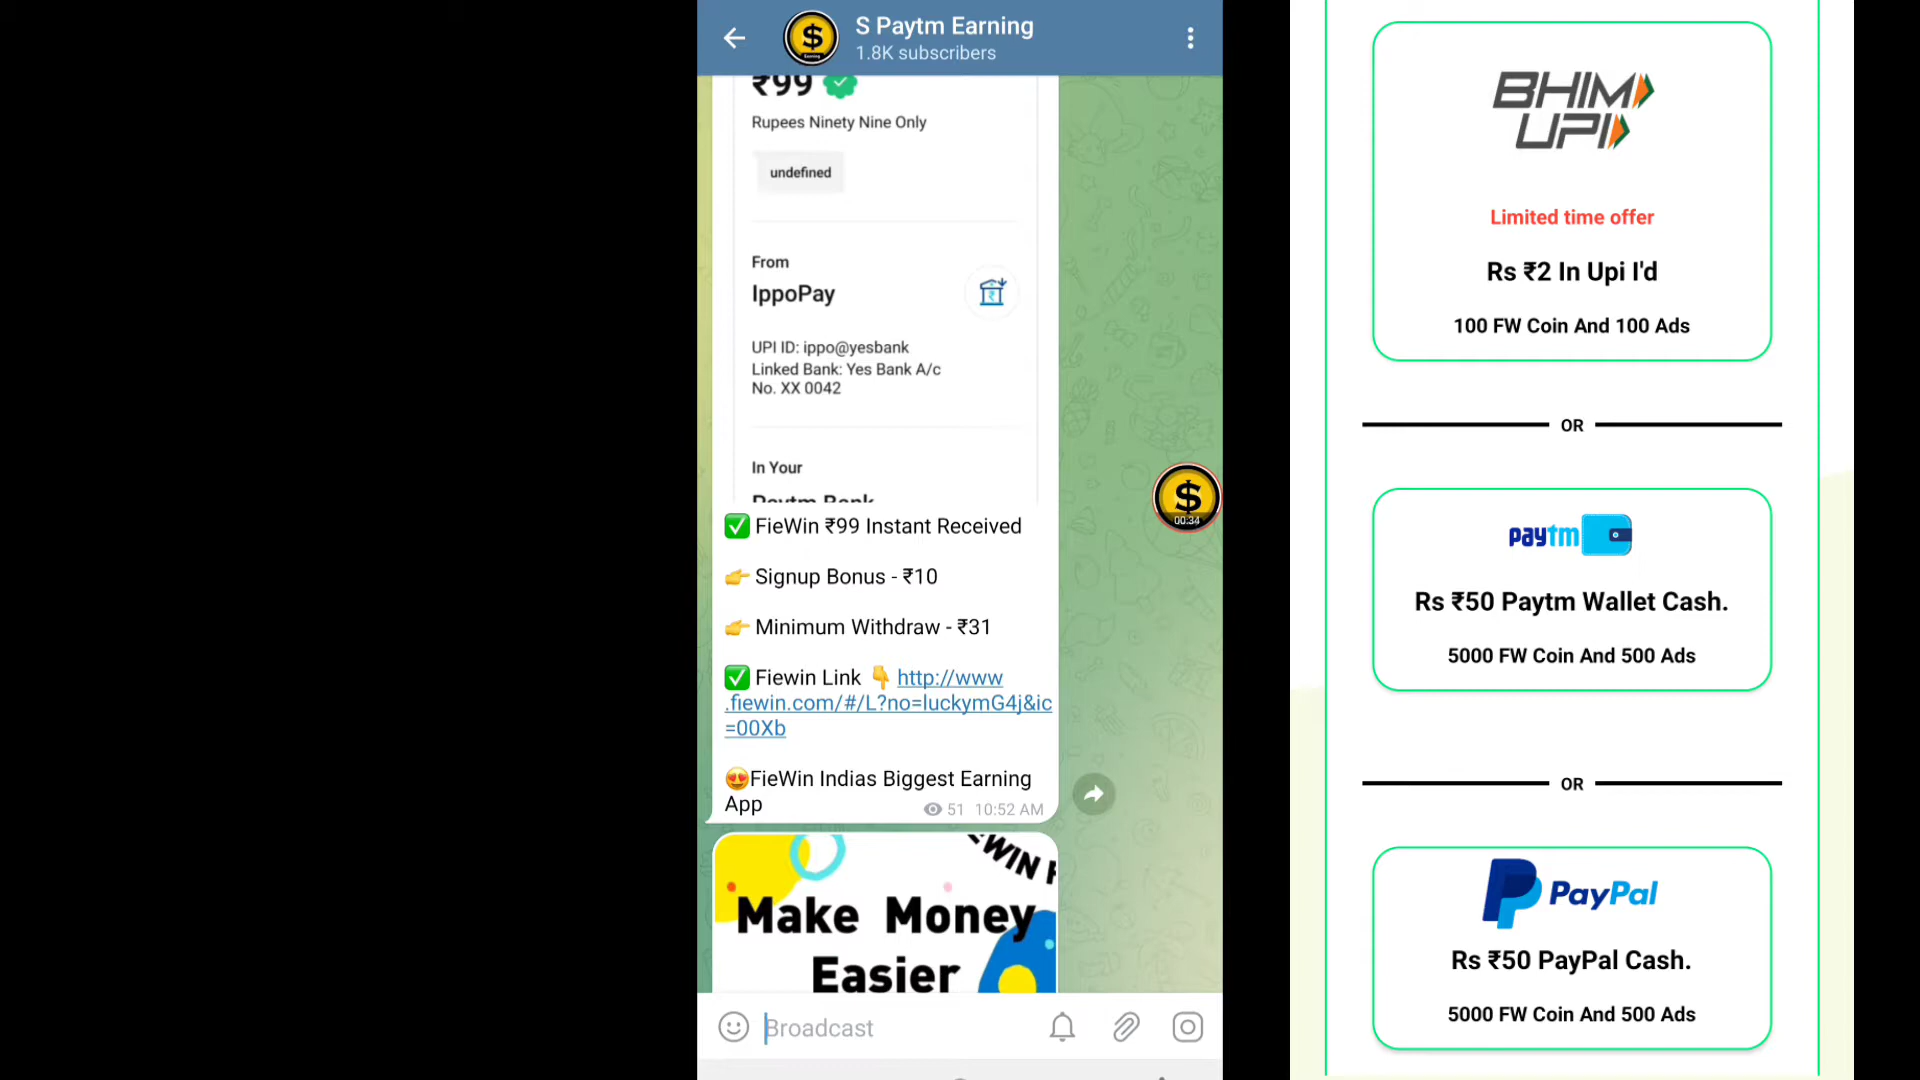 S Paytm Earning
1.8K subscribers
₹99
Rupees Ninety Nine Only
undefined
From
IppoPay
UPI ID: ippo@yesbank
Linked Bank: Yes Bank A/c
No. XX 0042
In Your
Paytm Bank
✅ FieWin ₹99 Instant Received
👉 Signup Bonus - ₹10
👉 Minimum Withdraw - ₹31
✅ Fiewin Link 👇 http://www
.fiewin.com/#/L?no=luckymG4j&ic
=00Xb
😍FieWin Indias Biggest Earning
App
51 10:52 AM
Make Money
Easier
Broadcast
00:34
BHIM
UPI
Limited time offer
Rs ₹2 In Upi I'd
100 FW Coin And 100 Ads
OR
paytm
Rs ₹50 Paytm Wallet Cash.
5000 FW Coin And 500 Ads
OR
PayPal
Rs ₹50 PayPal Cash.
5000 FW Coin And 500 Ads